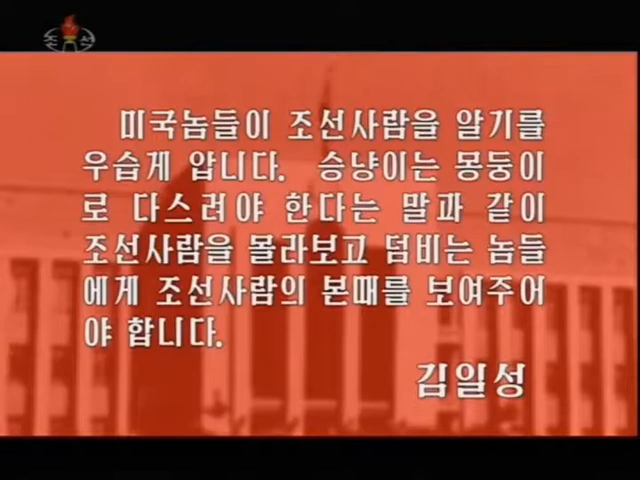 조선
미국놈들이 조선사람을 알기를
우습게 압니다. 승냥이는 몽둥이
로 다스려야 한다는 말과 같이
조선사람을 몰라보고 덤비는 놈들
에게 조선사람의 본때를 보여주어
야 합니다.
김일성